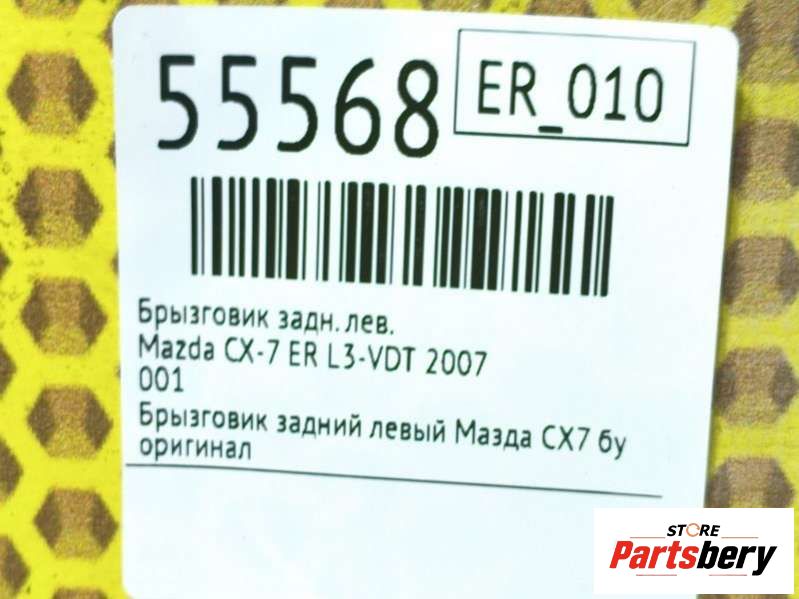 55568
ER_010
Брызговик задн. лев.
Mazda CX-7 ER L3-VDT 2007
001
Брызговик задний левый Мазда CX7 бу
оригинал
STORE
Partsbery